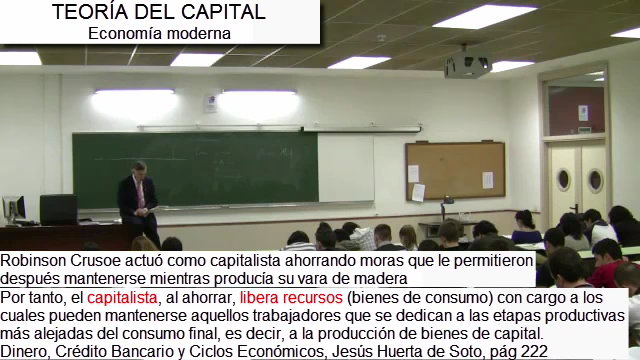 TEORÍA DEL CAPITAL
Economía moderna
Robinson Crusoe actuó como capitalista ahorrando moras que le permitieron
después mantenerse mientras producía su vara de madera
Por tanto, el capitalista, al ahorrar, libera recursos (bienes de consumo) con cargo a los
cuales pueden mantenerse aquellos trabajadores que se dedican a las etapas productivas
más alejadas del consumo final, es decir, a la producción de bienes de capital.
Dinero, Crédito Bancario y Ciclos Económicos, Jesús Huerta de Soto, pág 222